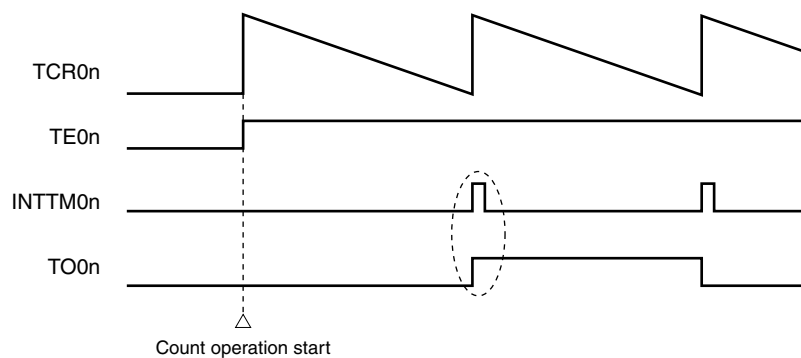 TCR0n
TE0n
INTTM0n
TO0n
Count operation start